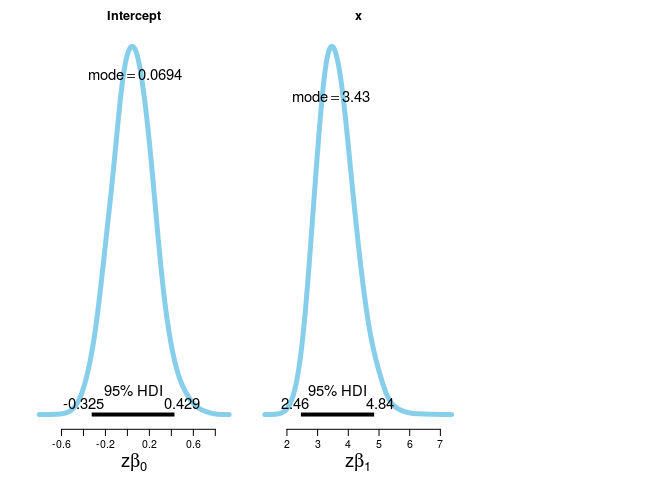 Intercept
mode = 0.0694
95% HDI
-0.325 0.429
-0.6 -0.2 0.2 0.6
zβ0
x
mode = 3.43
95% HDI
2.46 4.84
2 3 4 5 6 7
zβ1